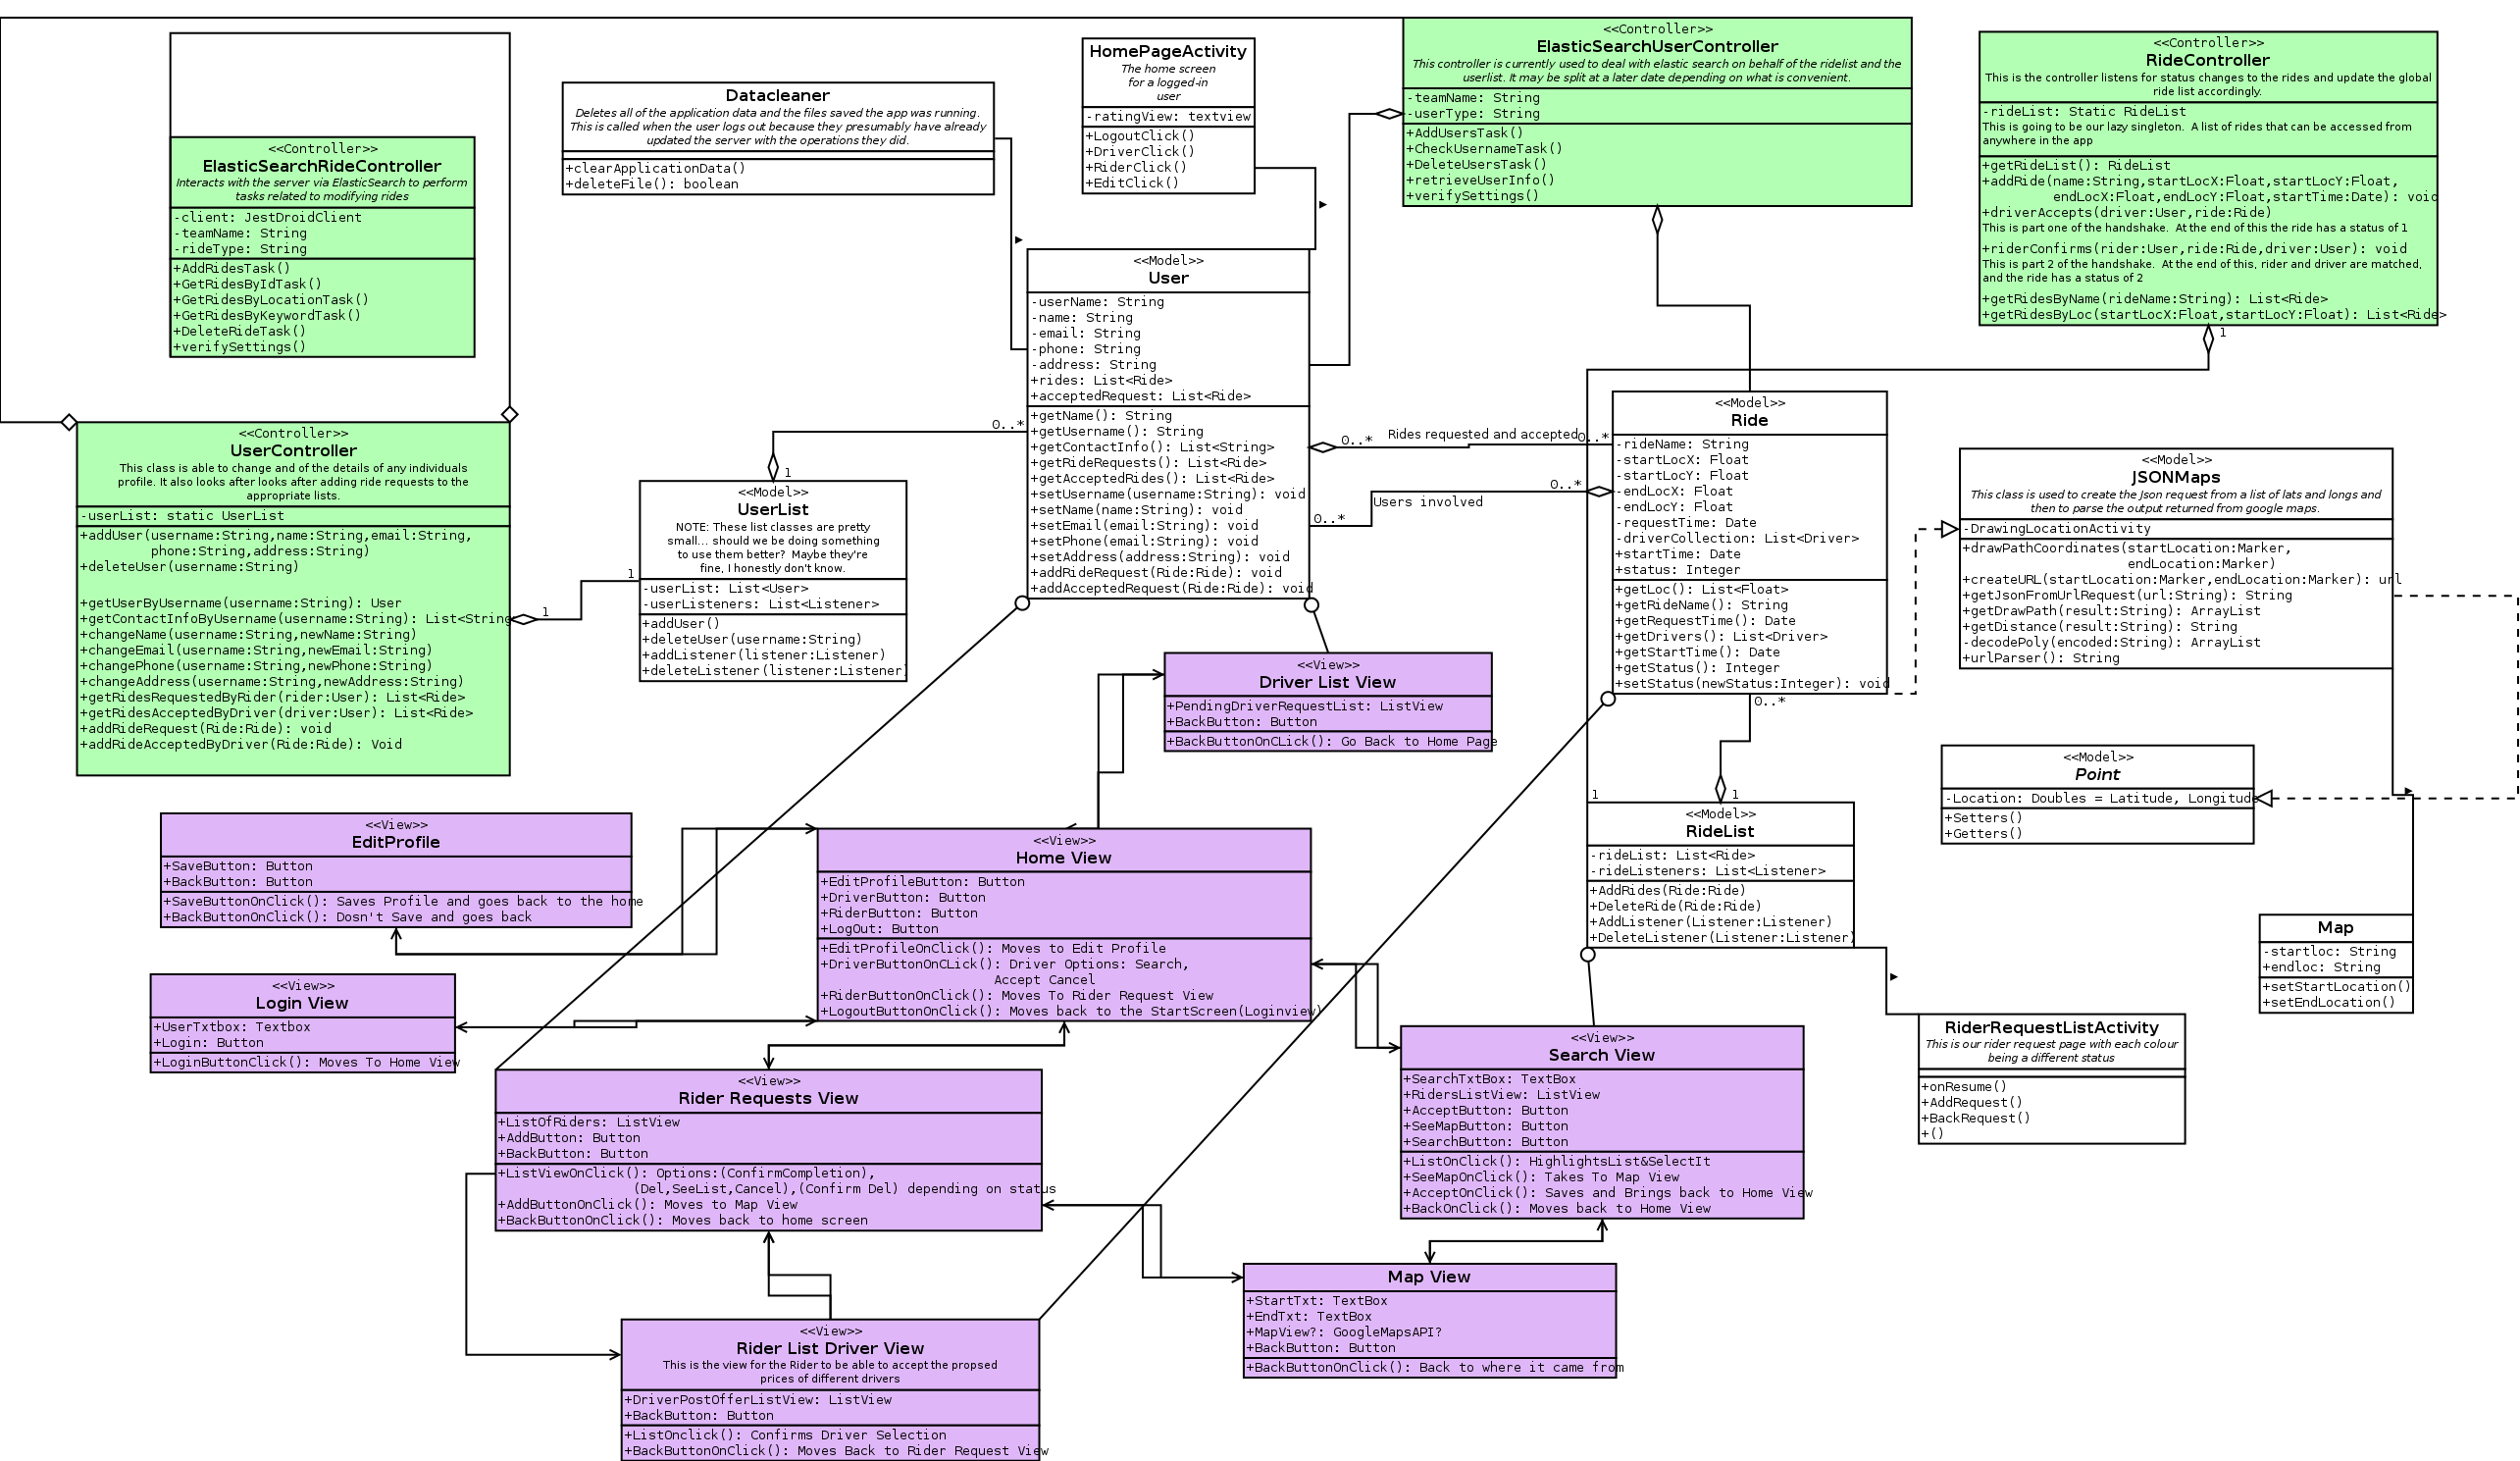 <<Controller>>
ElasticSearchUserController
This controller is currently used to deal with elastic search on behalf of the ridelist and the
userlist. It may be split at a later date depending on what is convenient.
-teamName: String
-userType: String
+AddUsersTask()
+CheckUsernameTask()
+DeleteUsersTask()
+retrieveUserInfo()
+verifySettings()
<<Controller>>
RideController
This is the controller listens for status changes to the rides and update the global
ride list accordingly.
-rideList: Static RideList
This is going to be our lazy singleton.  A list of rides that can be accessed from
anywhere in the app
+getRideList(): RideList
+addRide(name:String,startLocX:Float,startLocY:Float,
endLocX:Float,endLocY:Float,startTime:Date): void
+driverAccepts(driver:User,ride:Ride)
This is part one of the handshake.  At the end of this the ride has a status of 1
+riderConfirms(rider:User,ride:Ride,driver:User): void
This is part 2 of the handshake.  At the end of this, rider and driver are matched,
and the ride has a status of 2
+getRidesByName(rideName:String): List<Ride>
+getRidesByLoc(startLocX:Float,startLocY:Float): List<Ride>
1
HomePageActivity
The home screen
for a logged-in
user
-ratingView: textview
+LogoutClick()
+DriverClick()
+RiderClick()
+EditClick()
Datacleaner
Deletes all of the application data and the files saved the app was running.
This is called when the user logs out because they presumably have already
updated the server with the operations they did.
+clearApplicationData()
+deleteFile(): boolean
<<Controller>>
ElasticSearchRideController
Interacts with the server via ElasticSearch to perform
tasks related to modifying rides
-client: JestDroidClient
-teamName: String
-rideType: String
+AddRidesTask()
+GetRidesByIdTask()
+GetRidesByLocationTask()
+GetRidesByKeywordTask()
+DeleteRideTask()
+verifySettings()
<<Model>>
User
-userName: String
-name: String
-email: String
-phone: String
-address: String
+rides: List<Ride>
+acceptedRequest: List<Ride>
+getName(): String
+getUsername(): String
+getContactInfo(): List<String>
+getRideRequests(): List<Ride>
+getAcceptedRides(): List<Ride>
+setUsername(username:String): void
+setName(name:String): void
+setEmail(email:String): void
+setPhone(email:String): void
+setAddress(address:String): void
+addRideRequest(Ride:Ride): void
+addAcceptedRequest(Ride:Ride): void
0..*
1
0..*
Rides requested and accepted
0..*
0..*
Users involved
0..*
<<Model>>
Ride
-rideName: String
-startLocX: Float
-startLocY: Float
-endLocX: Float
-endLocY: Float
-requestTime: Date
-driverCollection: List<Driver>
+startTime: Date
+status: Integer
+getLoc(): List<Float>
+getRideName(): String
+getRequestTime(): Date
+getDrivers(): List<Driver>
+getStartTime(): Date
+getStatus(): Integer
+setStatus(newStatus:Integer): void
0..*
<<Controller>>
UserController
This class is able to change and of the details of any individuals
profile. It also looks after looks after adding ride requests to the
appropriate lists.
-userList: static UserList
+addUser(username:String,name:String,email:String,
phone:String,address:String)
+deleteUser(username:String)
+getUserByUsername(username:String): User
+getContactInfoByUsername(username:String): List<String
+changeName(username:String,newName:String)
+changeEmail(username:String,newEmail:String)
+changePhone(username:String,newPhone:String)
+changeAddress(username:String,newAddress:String)
+getRidesRequestedByRider(rider:User): List<Ride>
+getRidesAcceptedByDriver(driver:User): List<Ride>
+addRideRequest(Ride:Ride): void
+addRideAcceptedByDriver(Ride:Ride): Void
1
1
<<Model>>
UserList
NOTE: These list classes are pretty
small... should we be doing something
to use them better?  Maybe they're
fine, I honestly don't know.
-userList: List<User>
-userListeners: List<Listener>
+addUser()
+deleteUser(username:String)
+addListener(listener:Listener)
+deleteListener(listener:Listener)
<<Model>>
JSONMaps
This class is used to create the Json request from a list of lats and longs and
then to parse the output returned from google maps.
-DrawingLocationActivity
+drawPathCoordinates(startLocation:Marker,
endLocation:Marker)
+createURL(startLocation:Marker,endLocation:Marker): url
+getJsonFromUrlRequest(url:String): String
+getDrawPath(result:String): ArrayList
+getDistance(result:String): String
-decodePoly(encoded:String): ArrayList
+urlParser(): String
<<View>>
Driver List View
+PendingDriverRequestList: ListView
+BackButton: Button
+BackButtonOnCLick(): Go Back to Home Page
<<Model>>
Point
-Location: Doubles = Latitude, Longitude
+Setters()
+Getters()
1
1
<<Model>>
RideList
-rideList: List<Ride>
-rideListeners: List<Listener>
+AddRides(Ride:Ride)
+DeleteRide(Ride:Ride)
+AddListener(Listener:Listener)
+DeleteListener(Listener:Listener)
<<View>>
EditProfile
+SaveButton: Button
+BackButton: Button
+SaveButtonOnClick(): Saves Profile and goes back to the home
+BackButtonOnClick(): Dosn't Save and goes back
<<View>>
Home View
+EditProfileButton: Button
+DriverButton: Button
+RiderButton: Button
+LogOut: Button
+EditProfileOnClick(): Moves to Edit Profile
+DriverButtonOnCLick(): Driver Options: Search,
Accept Cancel
+RiderButtonOnClick(): Moves To Rider Request View
+LogoutButtonOnClick(): Moves back to the StartScreen(Loginview)
Map
-startloc: String
+endloc: String
+setStartLocation()
+setEndLocation()
<<View>>
Login View
+UserTxtbox: Textbox
+Login: Button
+LoginButtonClick(): Moves To Home View
RiderRequestListActivity
This is our rider request page with each colour
being a different status
+onResume()
+AddRequest()
+BackRequest()
+()
<<View>>
Search View
+SearchTxtBox: TextBox
+RidersListView: ListView
+AcceptButton: Button
+SeeMapButton: Button
+SearchButton: Button
+ListOnClick(): HighlightsList&SelectIt
+SeeMapOnClick(): Takes To Map View
+AcceptOnClick(): Saves and Brings back to Home View
+BackOnClick(): Moves back to Home View
<<View>>
Rider Requests View
+ListOfRiders: ListView
+AddButton: Button
+BackButton: Button
+ListViewOnClick(): Options:(ConfirmCompletion),
(Del,SeeList,Cancel),(Confirm Del) depending on status
+AddButtonOnClick(): Moves to Map View
+BackButtonOnClick(): Moves back to home screen
Map View
+StartTxt: TextBox
+EndTxt: TextBox
+MapView?: GoogleMapsAPI?
+BackButton: Button
+BackButtonOnClick(): Back to where it came from
<<View>>
Rider List Driver View
This is the view for the Rider to be able to accept the propsed
prices of different drivers
+DriverPostOfferListView: ListView
+BackButton: Button
+ListOnclick(): Confirms Driver Selection
+BackButtonOnClick(): Moves Back to Rider Request View